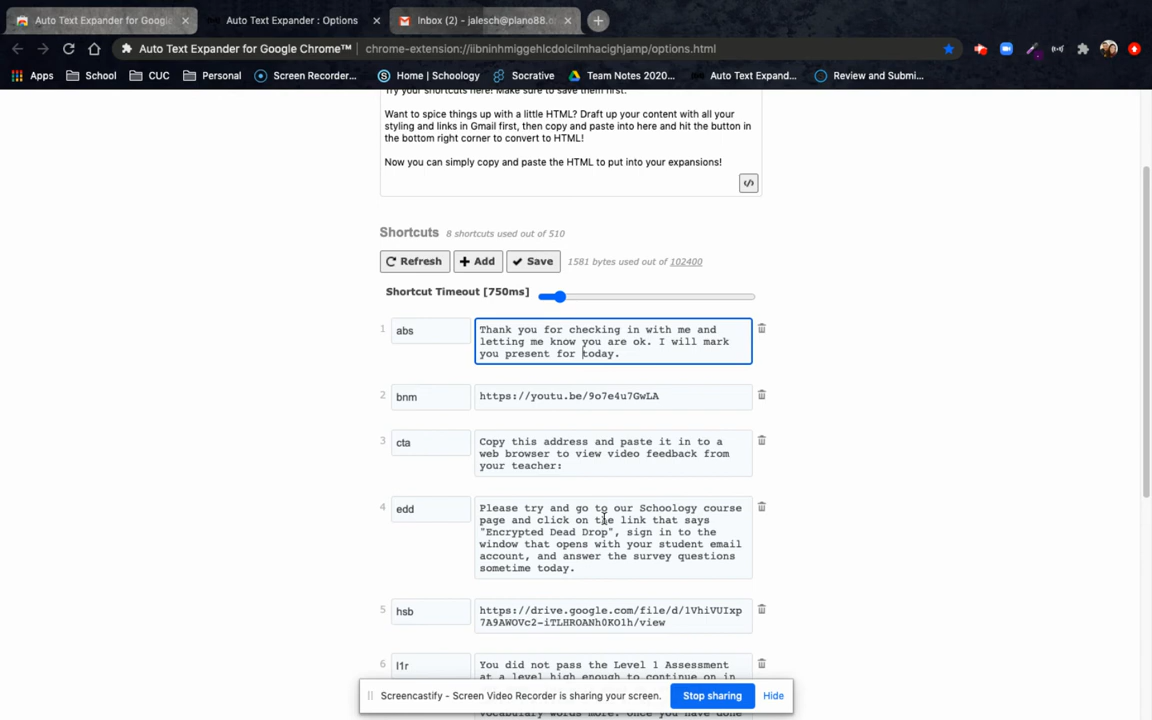 Auto Text Expander for Google
Auto Text Expander : Options
Inbox (2) - jalesch@plano88.or
Auto Text Expander for Google Chrome™
chrome-extension://iibninhmiggehlcdolcilmhacighjamp/options.html
Apps
School
CUC
Personal
Screen Recorder...
Home | Schoology
Socrative
Team Notes 2020...
Auto Text Expand...
Review and Submi...
Try your shortcuts here! Make sure to save them first.
Want to spice things up with a little HTML? Draft up your content with all your
styling and links in Gmail first, then copy and paste into here and hit the button in
the bottom right corner to convert to HTML!
Now you can simply copy and paste the HTML to put into your expansions!
</>
Shortcuts 8 shortcuts used out of 510
Refresh
Add
Save
1581 bytes used out of 102400
Shortcut Timeout [750ms]
1
abs
Thank you for checking in with me and
letting me know you are ok. I will mark
you present for today.
2
bnm
https://youtu.be/9o7e4u7GwLA
3
cta
Copy this address and paste it in to a
web browser to view video feedback from
your teacher:
4
edd
Please try and go to our Schoology course
page and click on the link that says
"Encrypted Dead Drop", sign in to the
window that opens with your student email
account, and answer the survey questions
sometime today.
5
hsb
https://drive.google.com/file/d/1VhiVUIxp
7A9AWOVc2-iTLHROANh0KO1h/view
6
l1r
You did not pass the Level 1 Assessment
at a level high enough to continue on in
Screencastify - Screen Video Recorder is sharing your screen.
Stop sharing
Hide
vocabulary words more. Once you have done